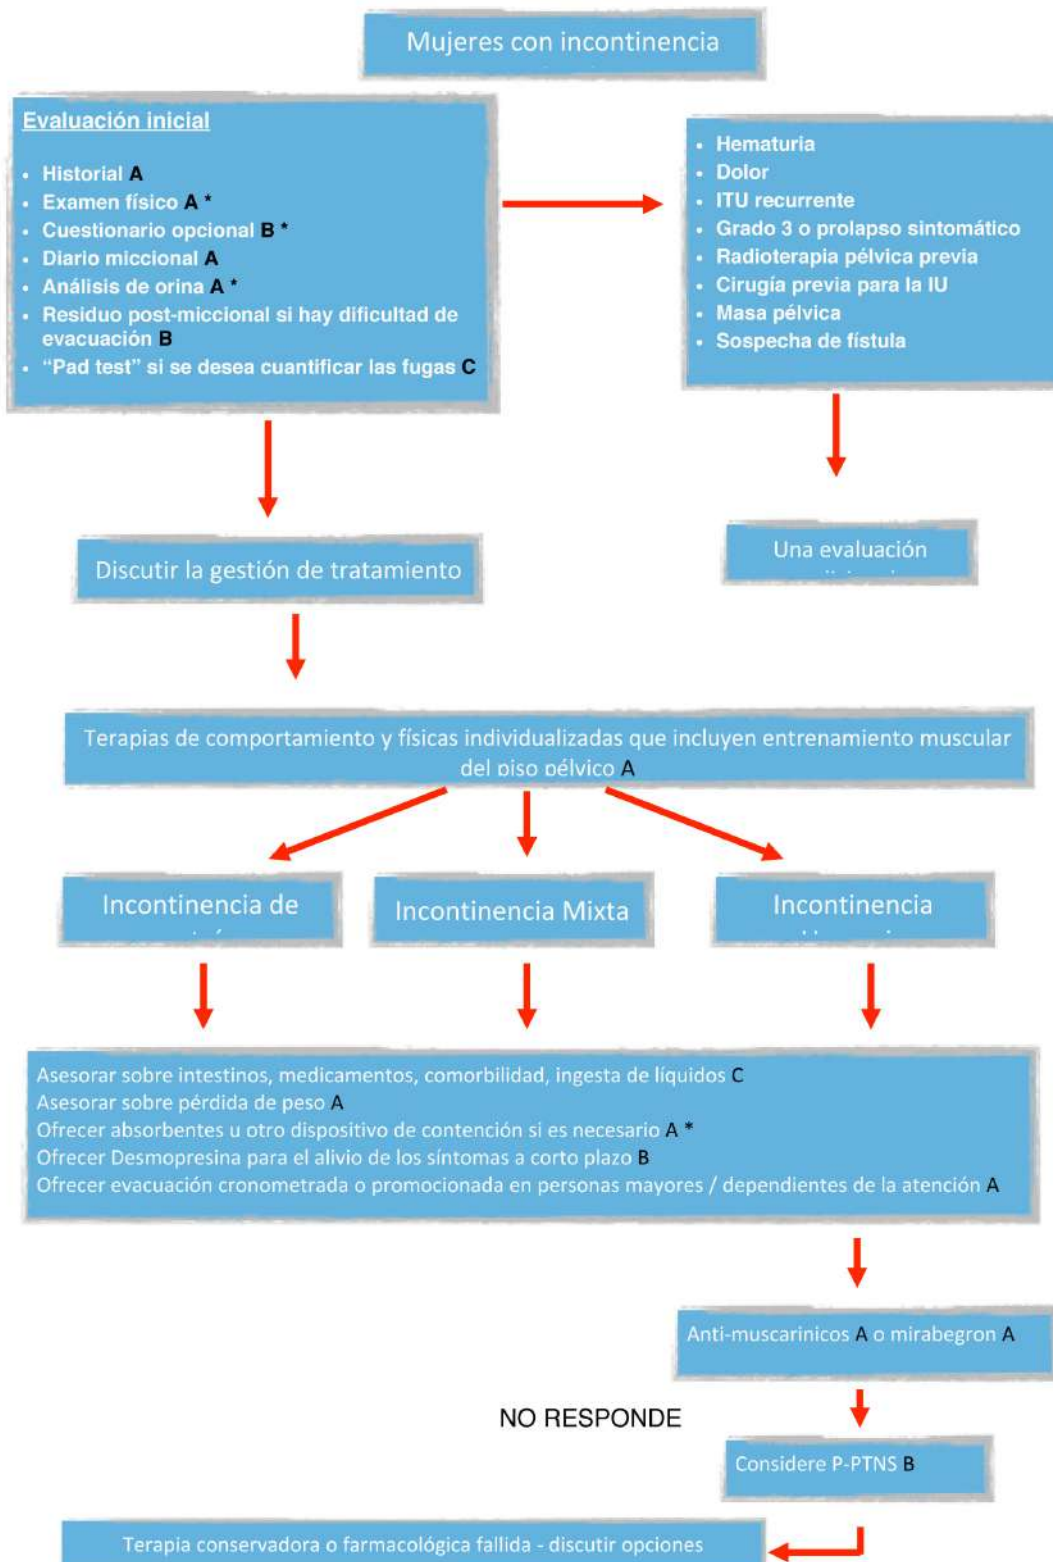 Mujeres con incontinencia
Evaluación inicial
• Historial A
• Examen físico A *
• Cuestionario opcional B *
• Diario miccional A
• Análisis de orina A *
• Residuo post-miccional si hay dificultad de
evacuación B
• “Pad test” si se desea cuantificar las fugas C
• Hematuria
• Dolor
• ITU recurrente
• Grado 3 o prolapso sintomático
• Radioterapia pélvica previa
• Cirugía previa para la IU
• Masa pélvica
• Sospecha de fístula
Discutir la gestión de tratamiento
Una evaluación
Terapias de comportamiento y físicas individualizadas que incluyen entrenamiento muscular
del piso pélvico A
Incontinencia de
Incontinencia Mixta
Incontinencia
Asesorar sobre intestinos, medicamentos, comorbilidad, ingesta de líquidos C
Asesorar sobre pérdida de peso A
Ofrecer absorbentes u otro dispositivo de contención si es necesario A *
Ofrecer Desmopresina para el alivio de los síntomas a corto plazo B
Ofrecer evacuación cronometrada o promocionada en personas mayores / dependientes de la atención A
Anti-muscarinicos A o mirabegron A
NO RESPONDE
Considere P-PTNS B
Terapia conservadora o farmacológica fallida - discutir opciones